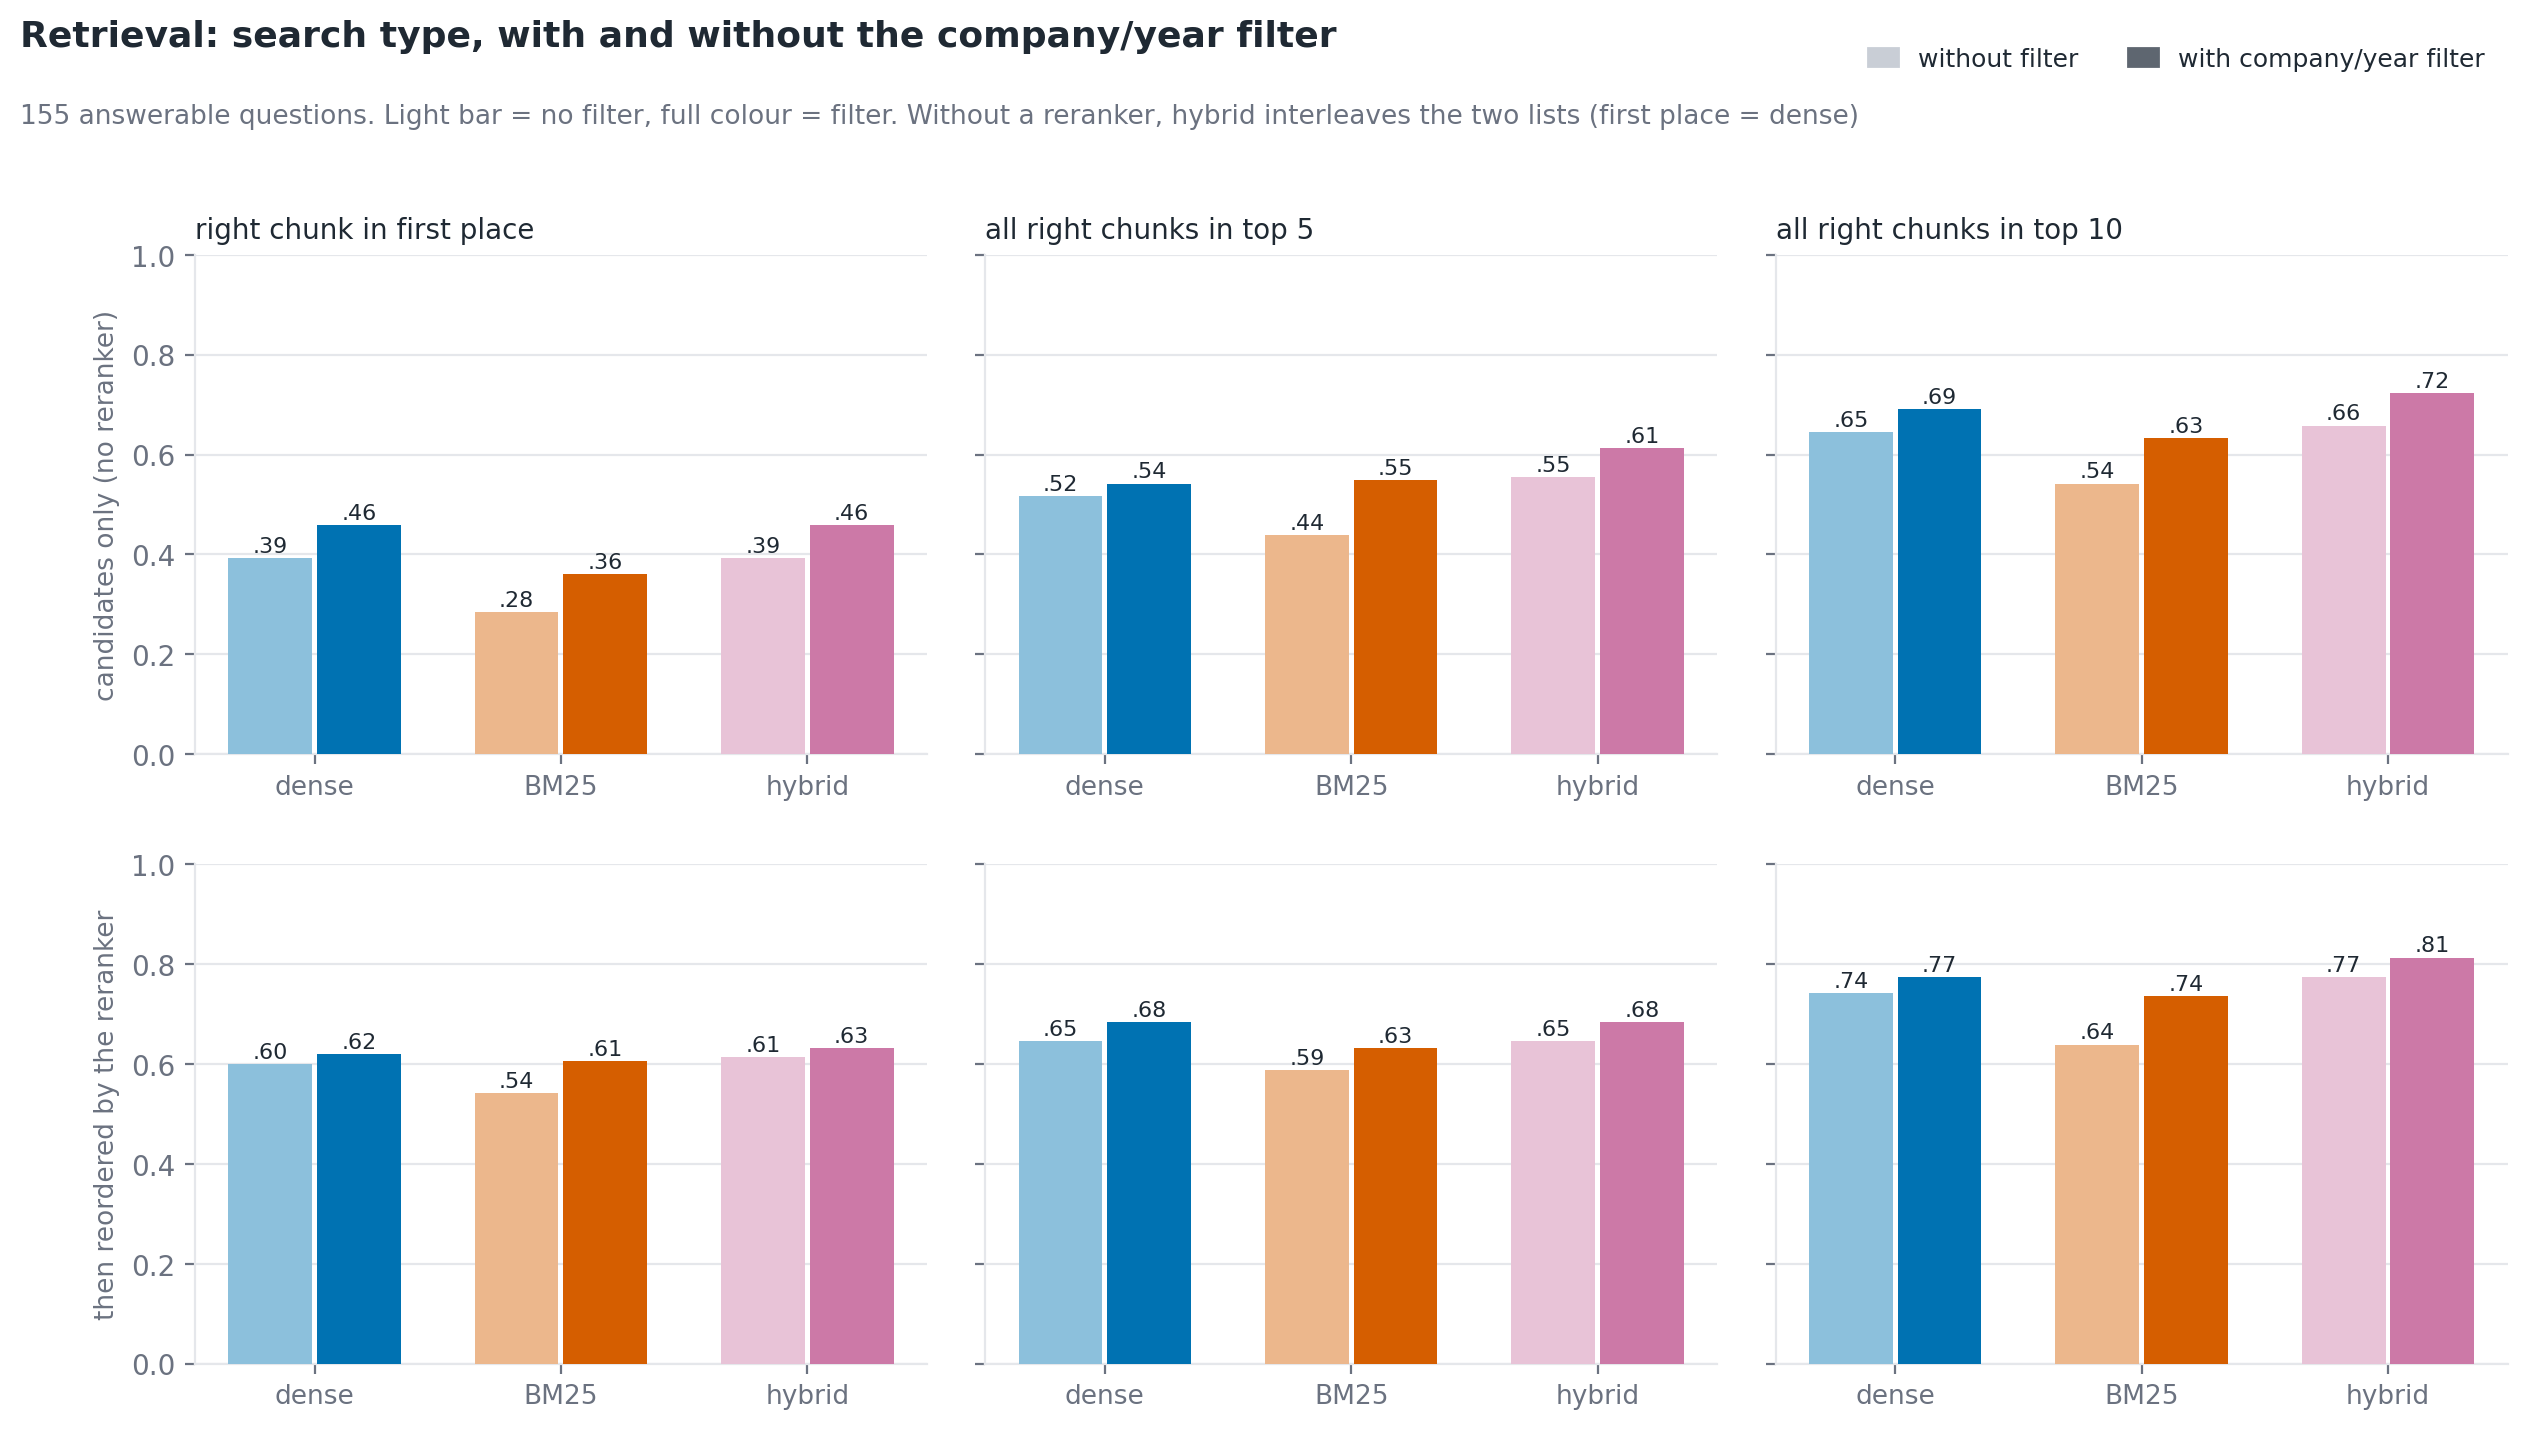 Retrieval: search type, with and without the company/year filter
without filter
with company/year filter
155 answerable questions. Light bar = no filter, full colour = filter. Without a reranker, hybrid interleaves the two lists (first place = dense)
right chunk in first place
all right chunks in top 5
all right chunks in top 10
candidates only (no reranker)
1.0
0.8
0.6
0.4
0.2
0.0
.39
.46
.28
.36
.39
.46
dense
BM25
hybrid
.52
.54
.44
.55
.55
.61
dense
BM25
hybrid
.65
.69
.54
.63
.66
.72
dense
BM25
hybrid
then reordered by the reranker
1.0
0.8
0.6
0.4
0.2
0.0
.60
.62
.54
.61
.61
.63
dense
BM25
hybrid
.65
.68
.59
.63
.65
.68
dense
BM25
hybrid
.74
.77
.64
.74
.77
.81
dense
BM25
hybrid